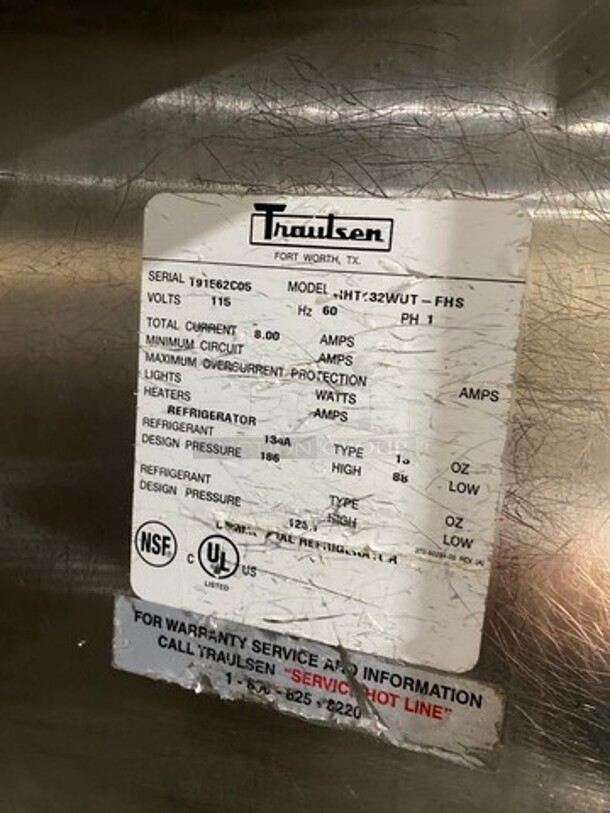 Traulsen
FORT WORTH, TX.
SERIAL T91E62C05 MODEL
VOLTS 115 Hz 60 PH 1
TOTAL CURRENT 8.00 AMPS
MINIMUM CIRCUIT AMPS
MAXIMUM OVERCURRENT PROTECTION AMPS
LIGHTS WATTS
HEATERS AMPS
REFRIGERATOR
REFRIGERANT 134A TYPE OZ
DESIGN PRESSURE 186 HIGH 88 LOW
REFRIGERANT TYPE OZ
DESIGN PRESSURE HIGH LOW
REFRIGERATOR
NSF
C UL US
LISTED
FOR WARRANTY SERVICE AND INFORMATION
CALL TRAULSEN "SERVICE HOT LINE"